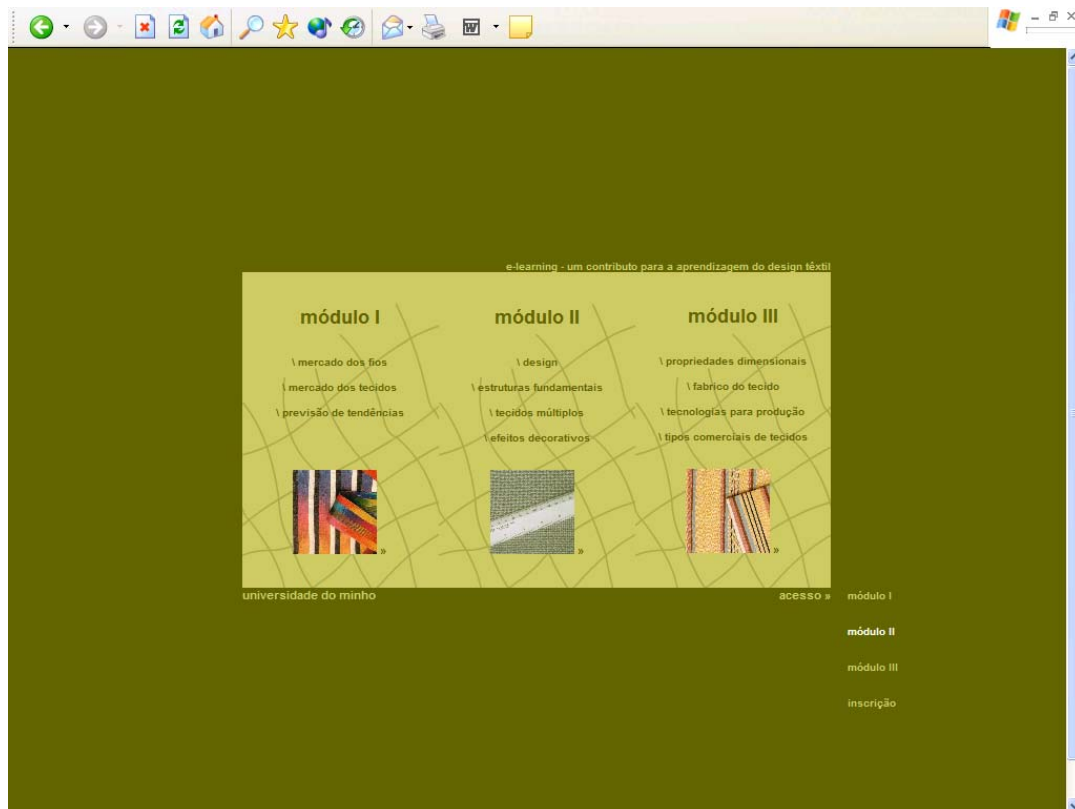 e-learning - um contributo para a aprendizagem do design têxtil
módulo I
\ mercado dos fios
\ mercado dos tecidos
\ previsão de tendências
»
módulo II
\ design
\ estruturas fundamentais
\ tecidos múltiplos
\ efeitos decorativos
»
módulo III
\ propriedades dimensionais
\ fabrico do tecido
\ tecnologias para produção
\ tipos comerciais de tecidos
»
universidade do minho
acesso »
módulo I
módulo II
módulo III
inscrição